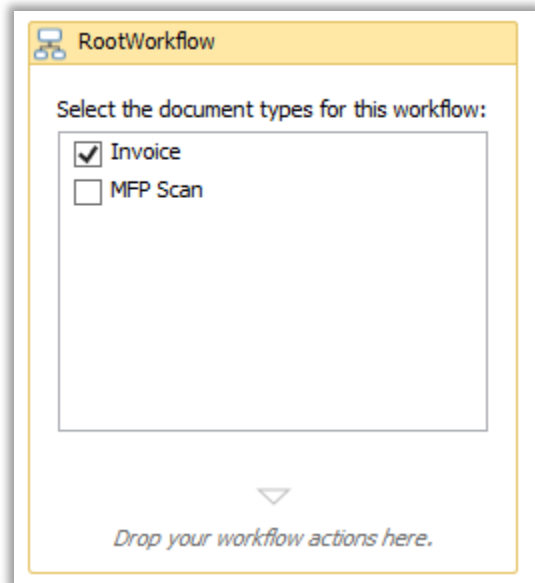 RootWorkflow
Select the document types for this workflow:
Invoice
MFP Scan
Drop your workflow actions here.